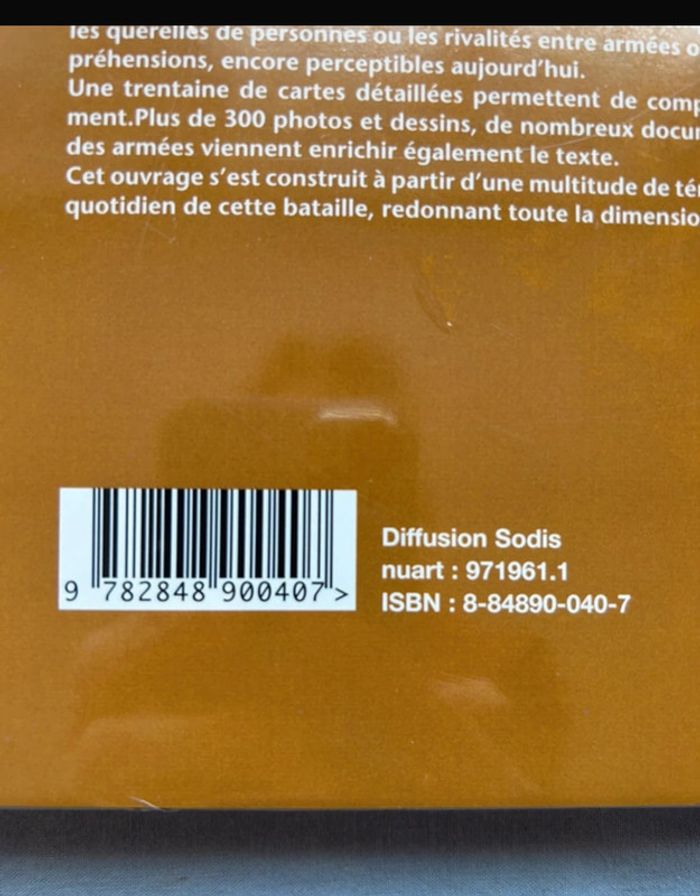 les querelles de personnes ou les rivalités entre armées o
préhensions, encore perceptibles aujourd'hui.
Une trentaine de cartes détaillées permettent de com
ment.Plus de 300 photos et dessins, de nombreux docu
des armées viennent enrichir également le texte.
Cet ouvrage s'est construit à partir d'une multitude de té
quotidien de cette bataille, redonnant toute la dimensio
Diffusion Sodis
nuart : 971961.1
ISBN : 8-84890-040-7
9 782848 900407 >